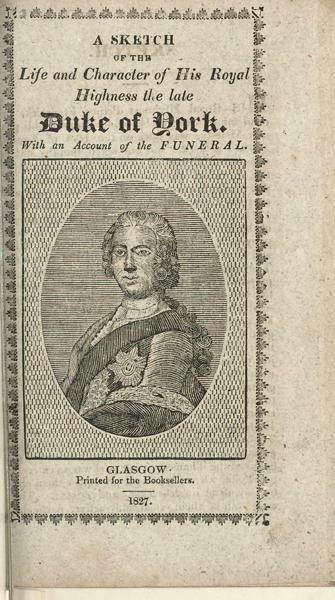 A SKETCH
OF THE
Life and Character of His Royal
Highness the late
Duke of York.
With an Account of the FUNERAL.
GLASGOW.
Printed for the Booksellers.
1827.